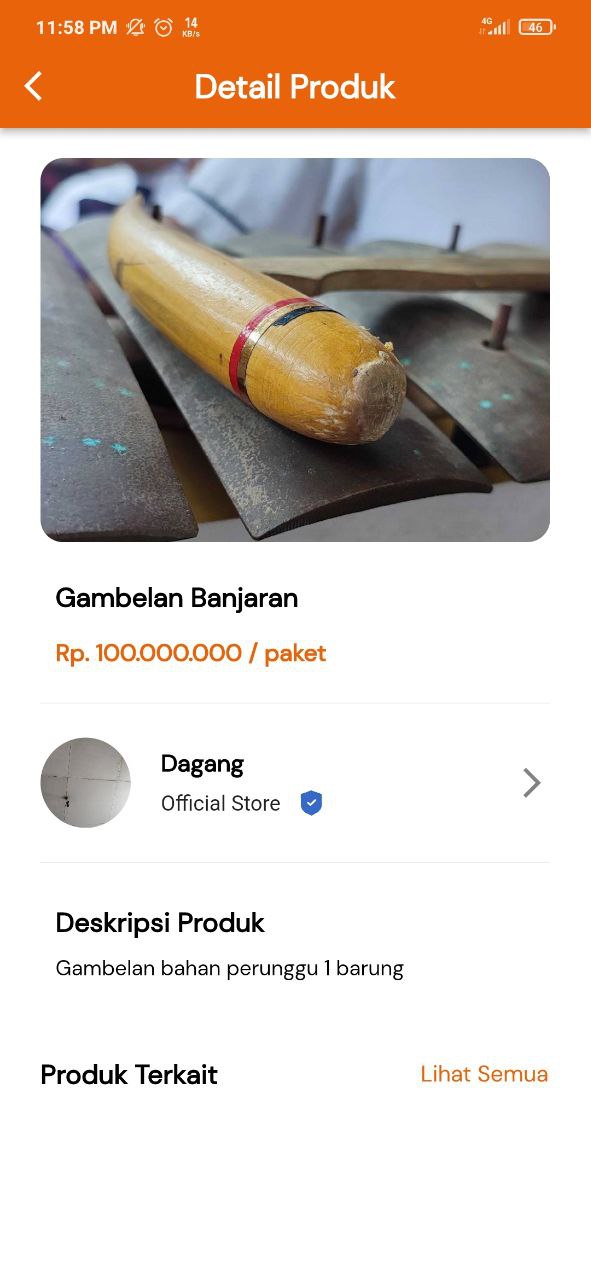 11:58 PM 14 KB/s 4G 46
Detail Produk
Gambelan Banjaran
Rp. 100.000.000 / paket
Dagang
Official Store
Deskripsi Produk
Gambelan bahan perunggu 1 barung
Produk Terkait Lihat Semua